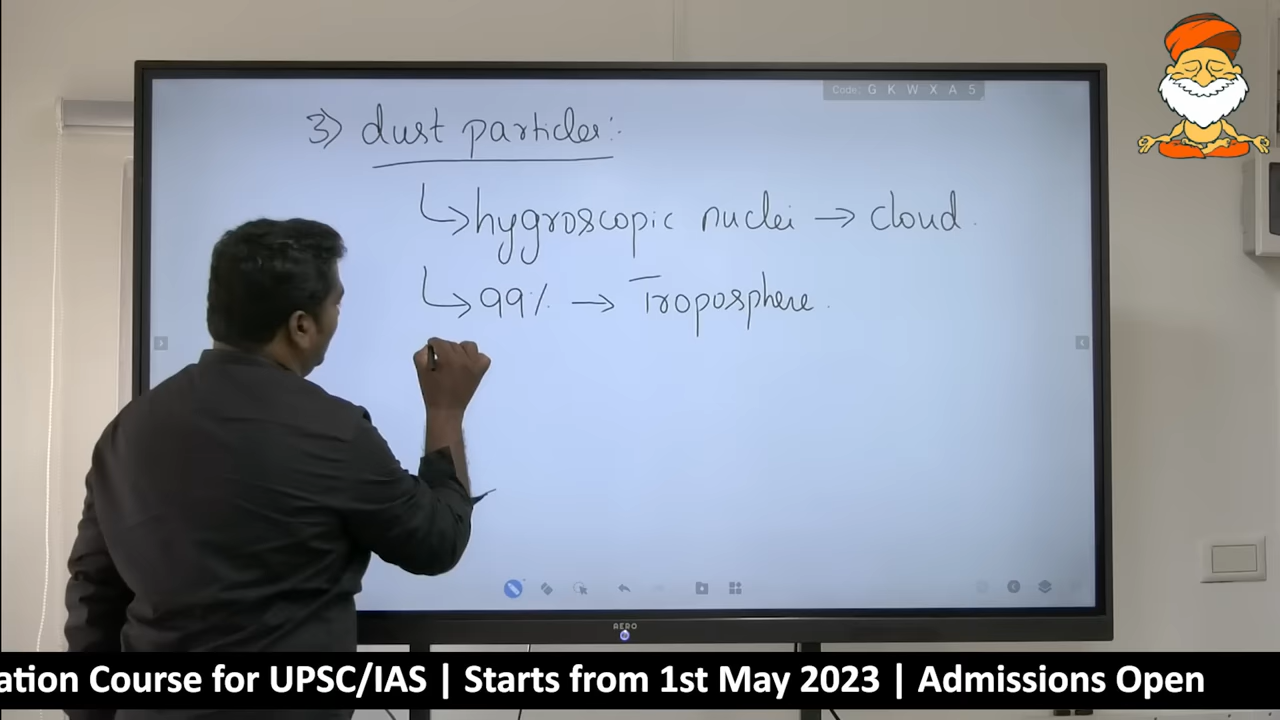 Code: G K W X A 5
3) dust particles:
↳ hygroscopic nuclei → cloud.
↳ 99% → Troposphere.
AERO
ation Course for UPSC/IAS | Starts from 1st May 2023 | Admissions Open